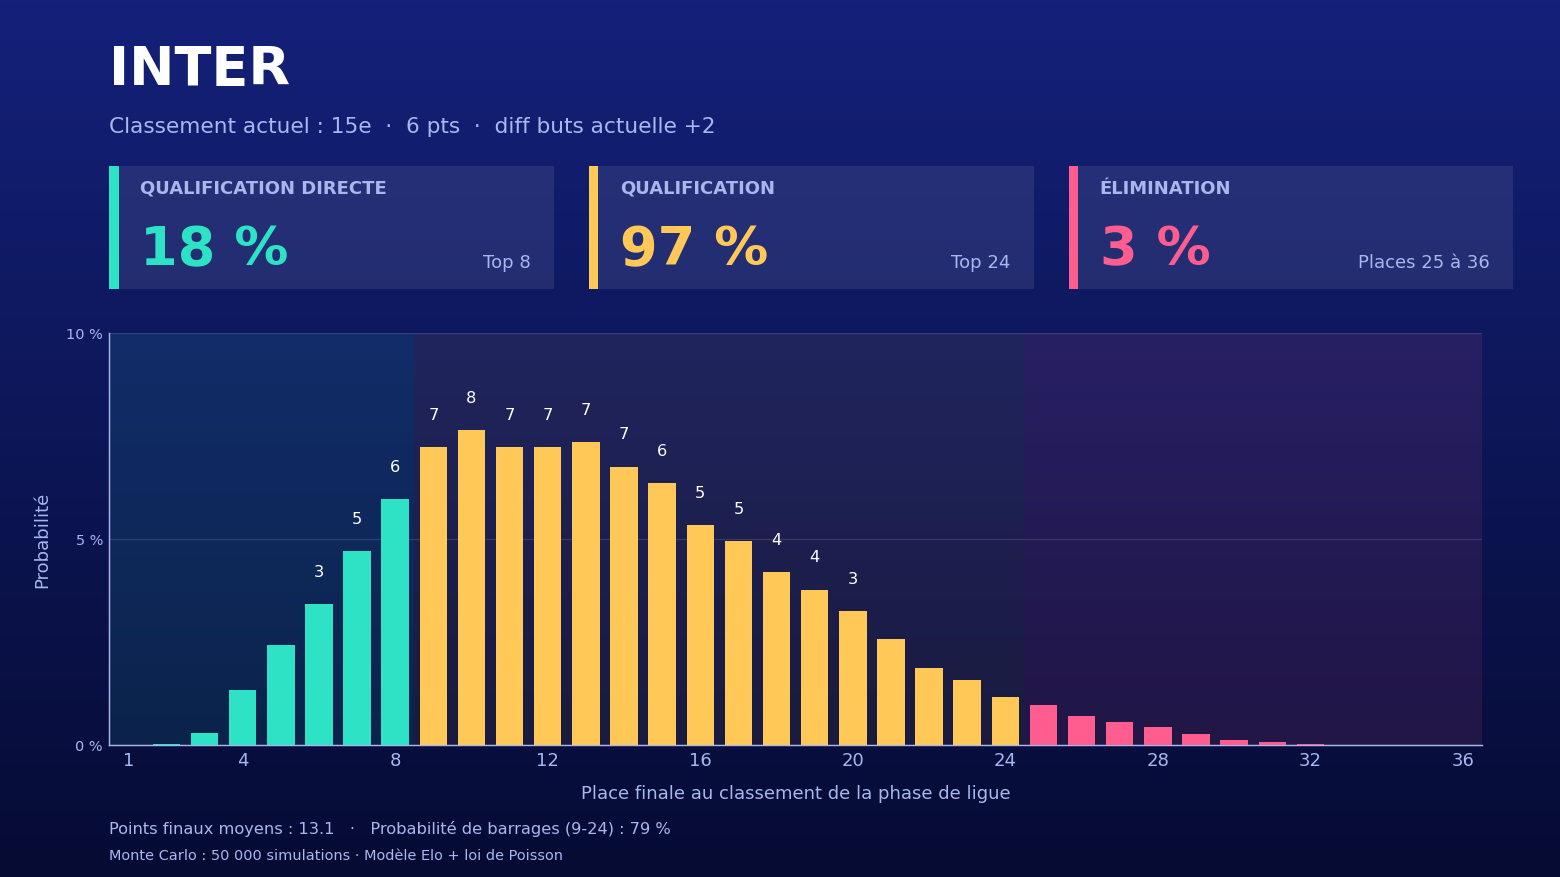 INTER
Classement actuel : 15e · 6 pts · diff buts actuelle +2
QUALIFICATION DIRECTE
18 %
Top 8
QUALIFICATION
97 %
Top 24
ÉLIMINATION
3 %
Places 25 à 36
Probabilité
10 %
5 %
0 %
3
5
6
7
8
7
7
7
7
6
5
5
4
4
3
1 4 8 12 16 20 24 28 32 36
Place finale au classement de la phase de ligue
Points finaux moyens : 13.1 · Probabilité de barrages (9-24) : 79 %
Monte Carlo : 50 000 simulations · Modèle Elo + loi de Poisson